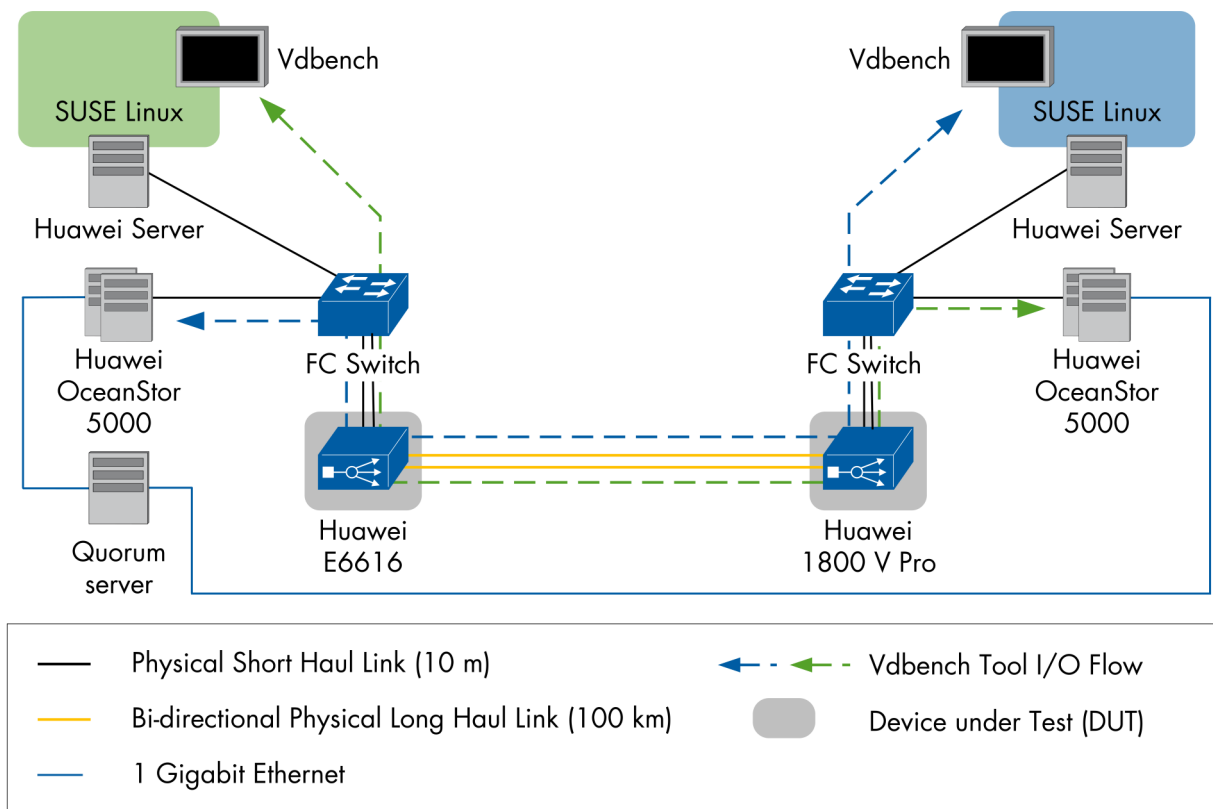 Vdbench
SUSE Linux
Huawei Server
Huawei
OceanStor
5000
Quorum
server
FC Switch
Huawei
E6616
Vdbench
SUSE Linux
Huawei Server
FC Switch
Huawei
OceanStor
5000
Huawei
1800 V Pro
Physical Short Haul Link (10 m)
Bi-directional Physical Long Haul Link (100 km)
1 Gigabit Ethernet
Vdbench Tool I/O Flow
Device under Test (DUT)